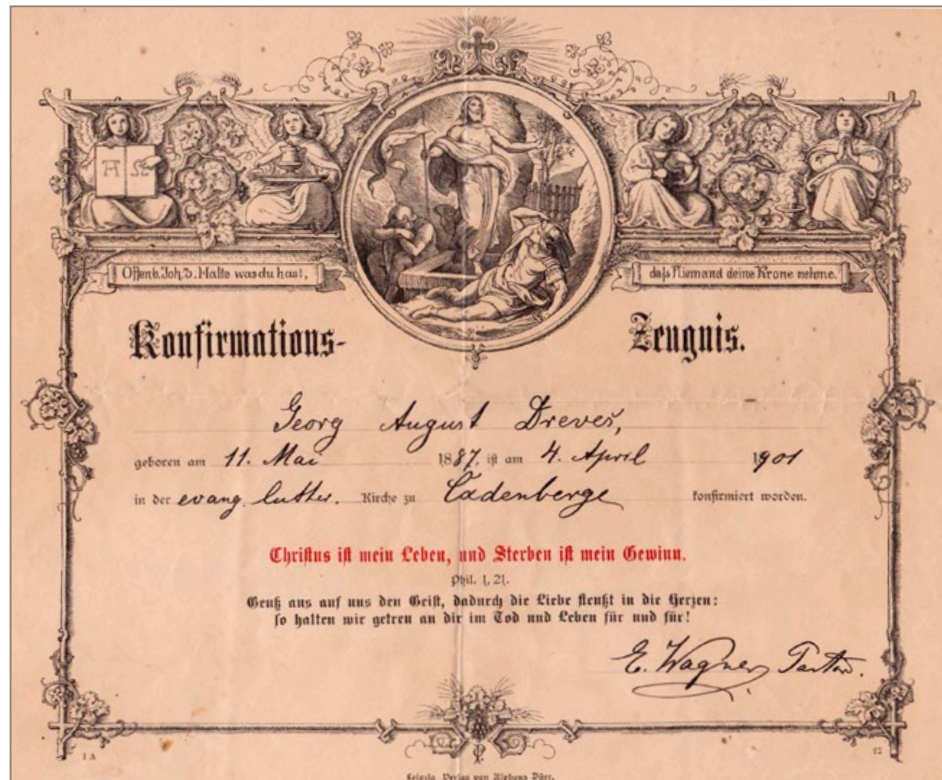 Α Ω
Offenb. Joh. 3. Halte was du hast, daß Niemand deine Krone nehme.
Konfirmations-Zeugnis.
Georg August Dreves,
geboren am 11. Mai 1887, ist am 4. April 1901
in der evang. luther. Kirche zu Cadenberge konfirmiert worden.
Christus ist mein Leben, und Sterben ist mein Gewinn.
Phil. 1, 21.
Geuß aus auf uns den Geist, dadurch die Liebe fleußt in die Herzen:
so halten wir getreu an dir im Tod und Leben für und für!
E. Wagner, Pastor.
1 A 22
Leipzig Verlag von Alphons Dürr.